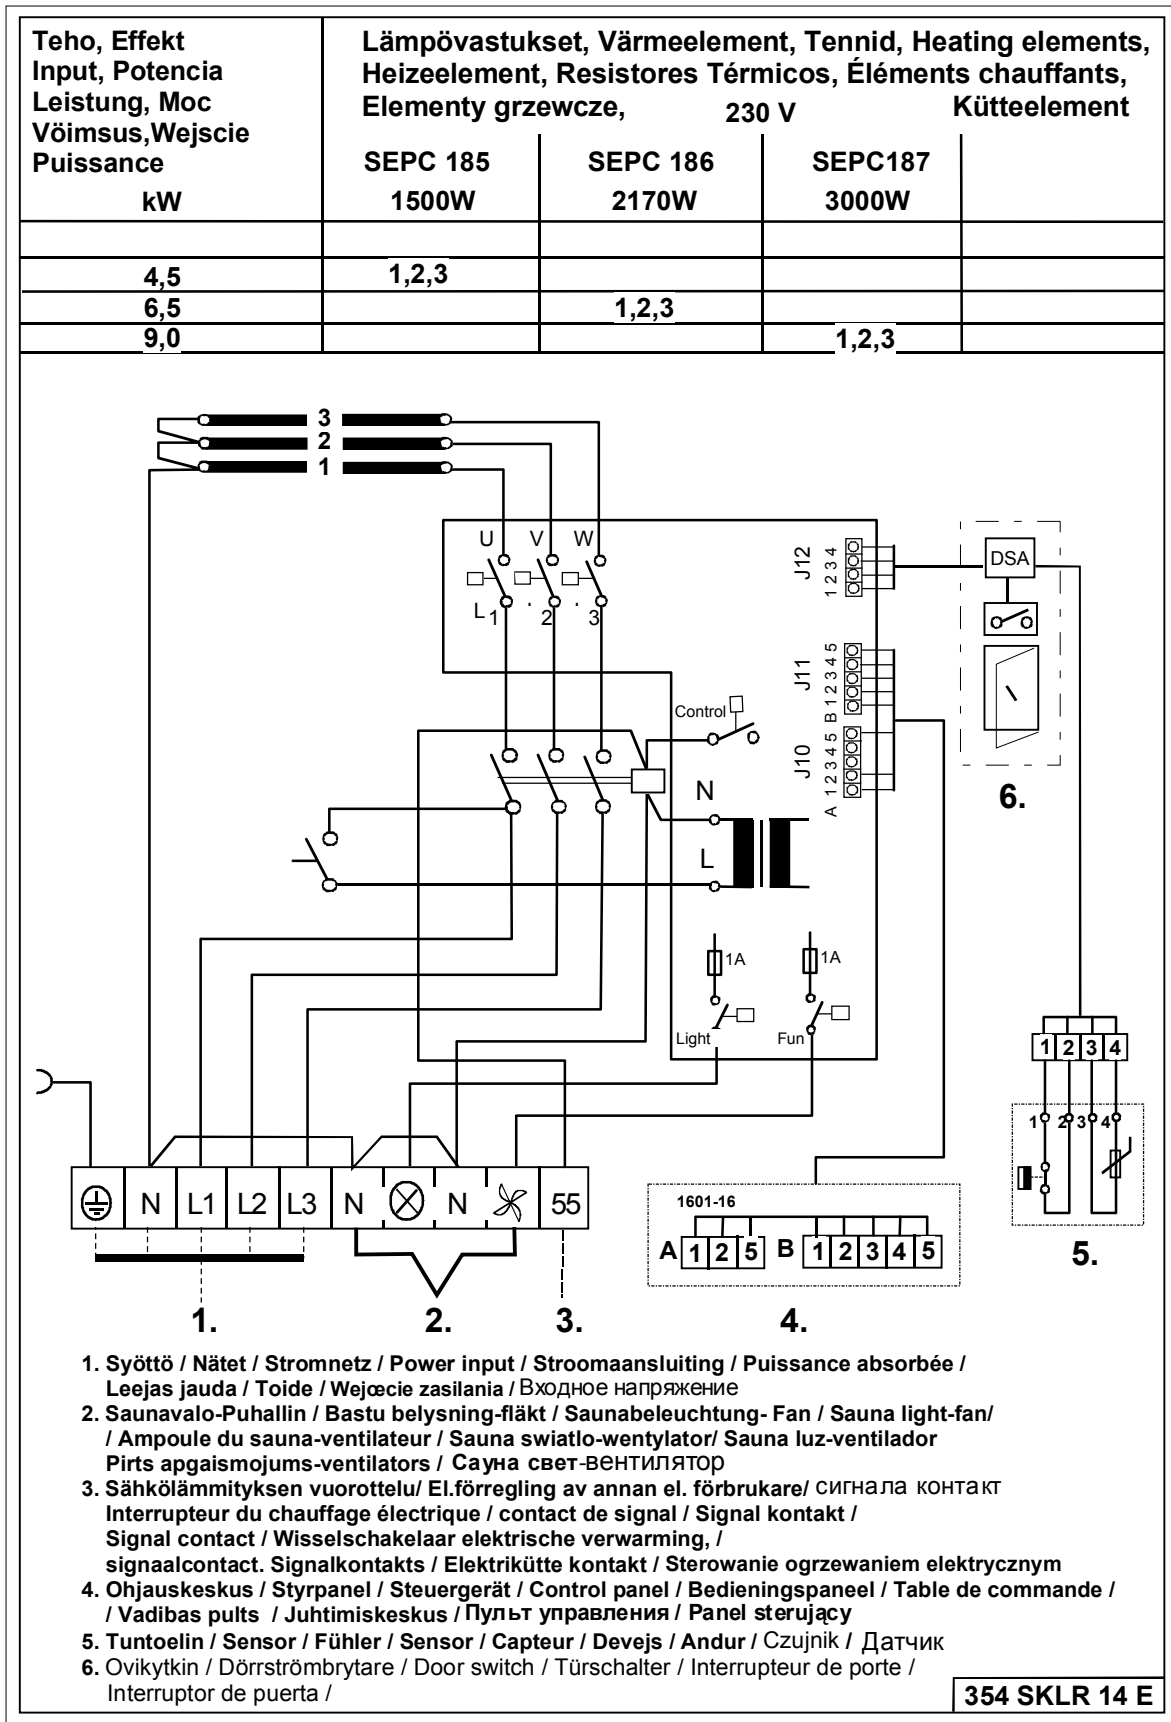 Teho, Effekt
Input, Potencia
Leistung, Moc
Vöimsus,Wejscie
Puissance
kW
Lämpövastukset, Värmeelement, Tennid, Heating elements,
Heizeelement, Resistores Térmicos, Éléments chauffants,
Elementy grzewcze, 230 V Kütteelement
SEPC 185 SEPC 186 SEPC187
1500W 2170W 3000W
4,5 1,2,3
6,5 1,2,3
9,0 1,2,3
3
2
1
U V W
L 1 . 2 . 3
J12
1 2 3 4
DSA
J11
B 1 2 3 4 5
J10
A 1 2 3 4 5
Control
N
L
6.
1A 1A
Light Fun
1 2 3 4
1 2 3 4
5.
N L1 L2 L3 N N 55
1601-16
A 1 2 5 B 1 2 3 4 5
1. 2. 3. 4.
1. Syöttö / Nätet / Stromnetz / Power input / Stroomaansluiting / Puissance absorbée /
Leejas jauda / Toide / Wejœcie zasilania / Входное напряжение
2. Saunavalo-Puhallin / Bastu belysning-fläkt / Saunabeleuchtung- Fan / Sauna light-fan/
/ Ampoule du sauna-ventilateur / Sauna swiatlo-wentylator/ Sauna luz-ventilador
Pirts apgaismojums-ventilators / Сауна свет-вентилятор
3. Sähkölämmityksen vuorottelu/ El.förregling av annan el. förbrukare/ сигнала контакт
Interrupteur du chauffage électrique / contact de signal / Signal kontakt /
Signal contact / Wisselschakelaar elektrische verwarming, /
signaalcontact. Signalkontakts / Elektrikütte kontakt / Sterowanie ogrzewaniem elektrycznym
4. Ohjauskeskus / Styrpanel / Steuergerät / Control panel / Bedieningspaneel / Table de commande /
/ Vadibas pults / Juhtimiskeskus / Пульт управления / Panel sterujący
5. Tuntoelin / Sensor / Fühler / Sensor / Capteur / Devejs / Andur / Czujnik / Датчик
6. Ovikytkin / Dörrströmbrytare / Door switch / Türschalter / Interrupteur de porte /
Interruptor de puerta /
354 SKLR 14 E